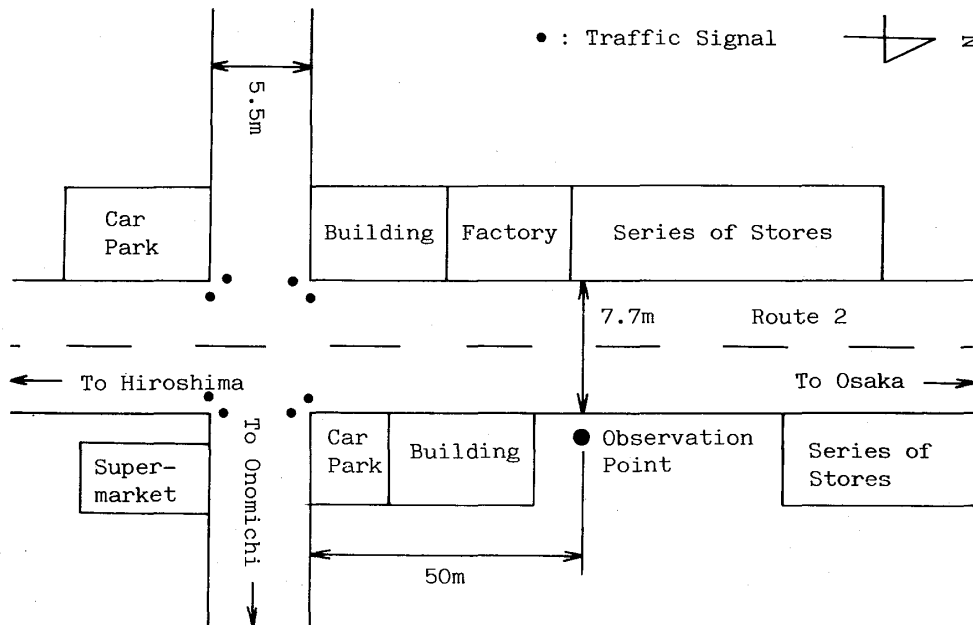 ● : Traffic Signal
N
5.5m
Car
Park
Building
Factory
Series of Stores
7.7m
Route 2
To Hiroshima
To Osaka
To Onomichi
Car
Park
Building
Observation
Point
Super-
market
Series of
Stores
50m